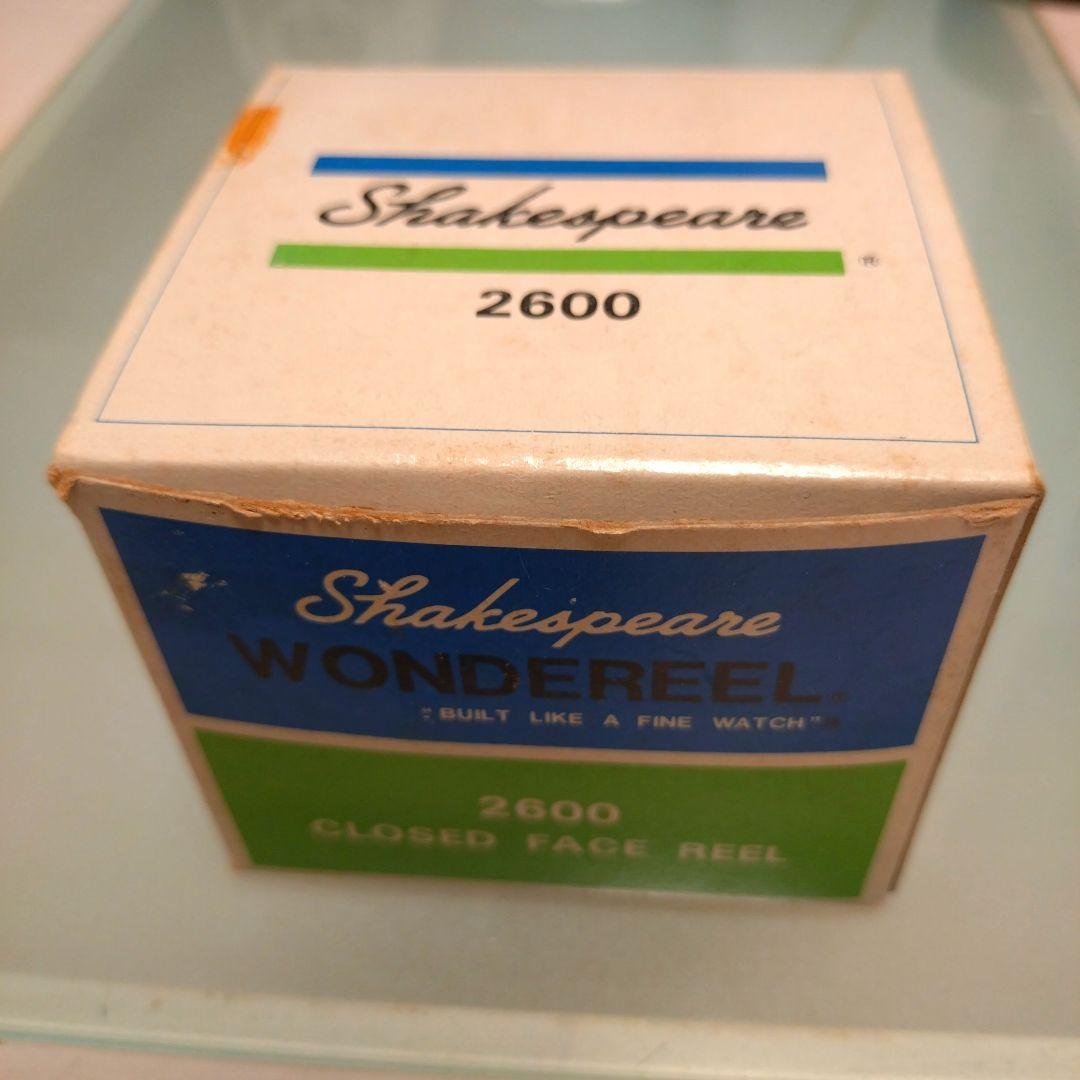 Shakespeare
®
2600
Shakespeare
WONDEREEL®
"BUILT LIKE A FINE WATCH"®
2600
CLOSED FACE REEL